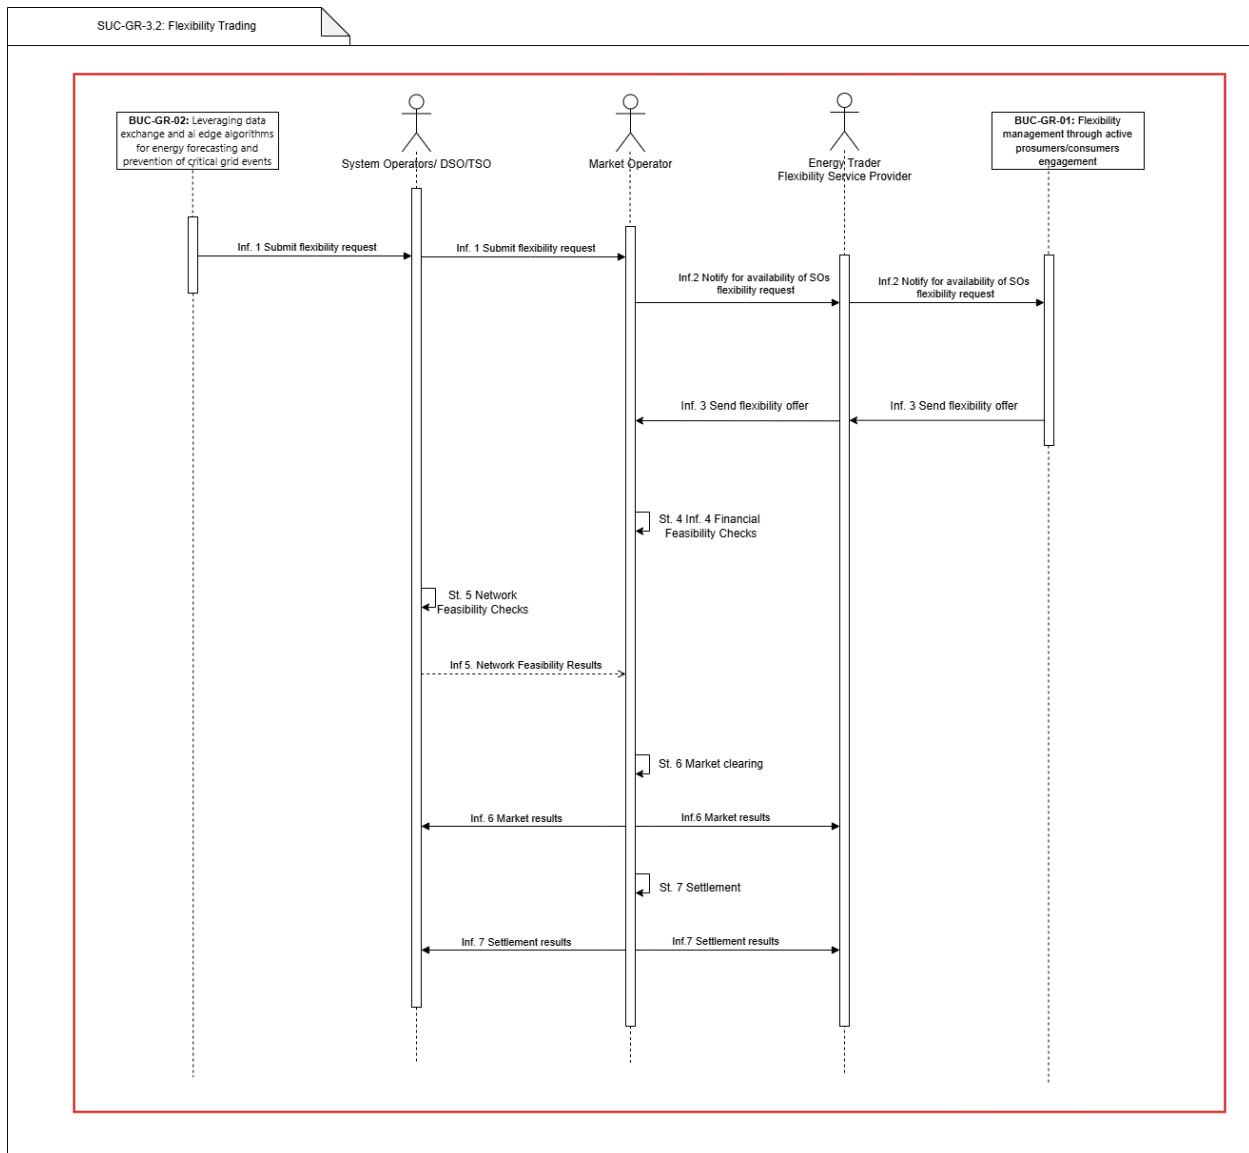 SUC-GR-3.2: Flexibility Trading
BUC-GR-02: Leveraging data
exchange and ai edge algorithms
for energy forecasting and
prevention of critical grid events
System Operators/ DSO/TSO
Market Operator
Energy Trader
Flexibility Service Provider
BUC-GR-01: Flexibility
management through active
prosumers/consumers
engagement
Inf. 1 Submit flexibility request
Inf. 1 Submit flexibility request
Inf.2 Notify for availability of SOs
flexibility request
Inf.2 Notify for availability of SOs
flexibility request
Inf. 3 Send flexibility offer
Inf. 3 Send flexibility offer
St. 4 Inf. 4 Financial
Feasibility Checks
St. 5 Network
Feasibility Checks
Inf 5. Network Feasibility Results
St. 6 Market clearing
Inf. 6 Market results
Inf.6 Market results
St. 7 Settlement
Inf. 7 Settlement results
Inf.7 Settlement results